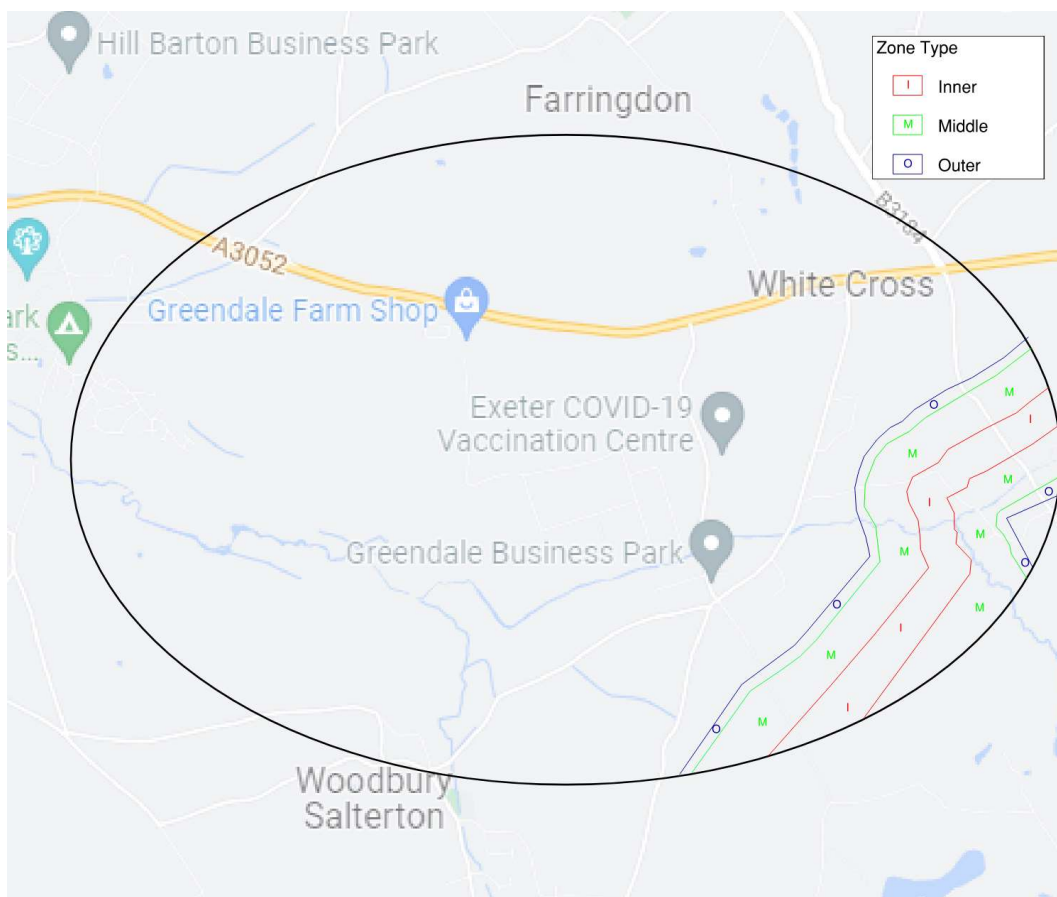 Hill Barton Business Park
Farringdon
Zone Type
I Inner
M Middle
O Outer
B3184
A3052
White Cross
Greendale Farm Shop
ark
s...
Exeter COVID-19
Vaccination Centre
Greendale Business Park
Woodbury
Salterton
M
I
O
M
M
O
I
M
M
O
O
M
I
M
M
I
O
M